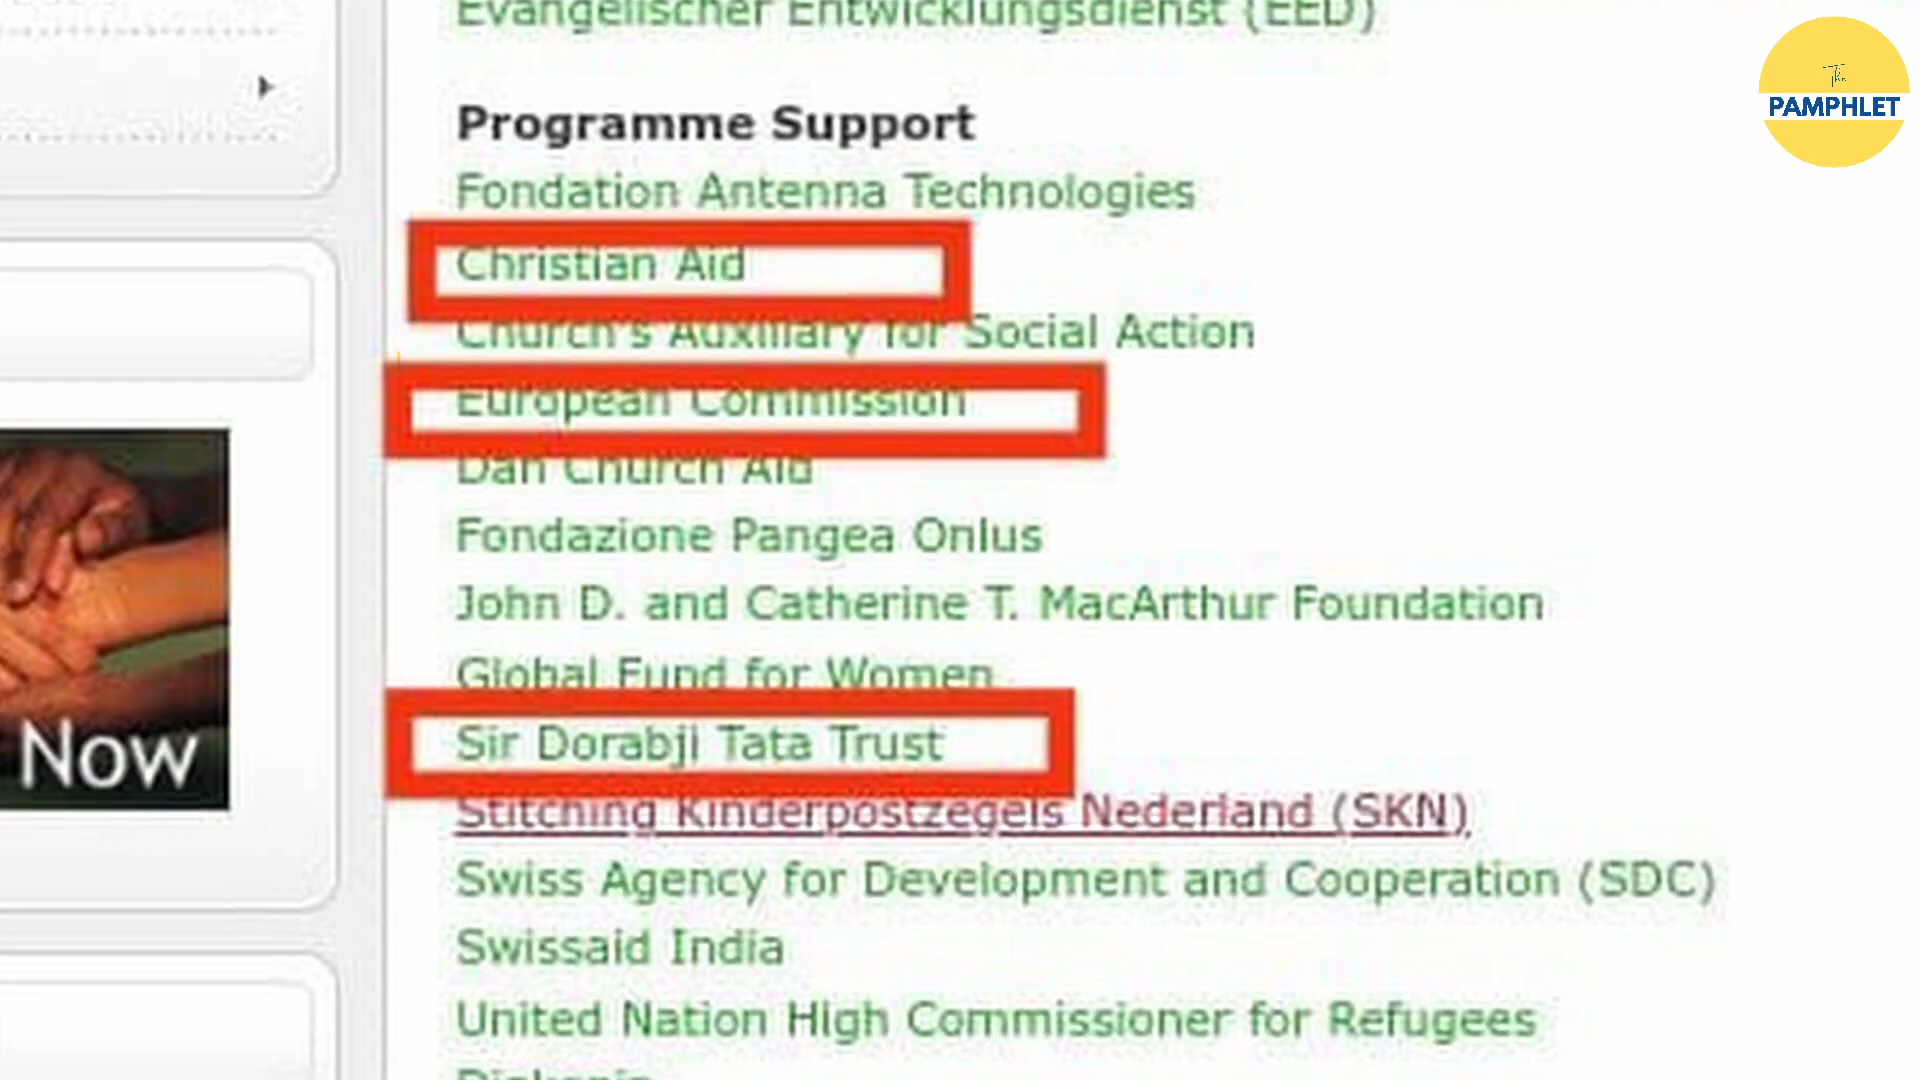 Evangelischer Entwicklungsdienst (EED)
The
PAMPHLET
Programme Support
Fondation Antenna Technologies
Christian Aid
Church's Auxiliary for Social Action
European Commission
Dan Church Aid
Fondazione Pangea Onlus
John D. and Catherine T. MacArthur Foundation
Global Fund for Women
Sir Dorabji Tata Trust
Stitching Kinderpostzegels Nederland (SKN)
Swiss Agency for Development and Cooperation (SDC)
Swissaid India
United Nation High Commissioner for Refugees
Now